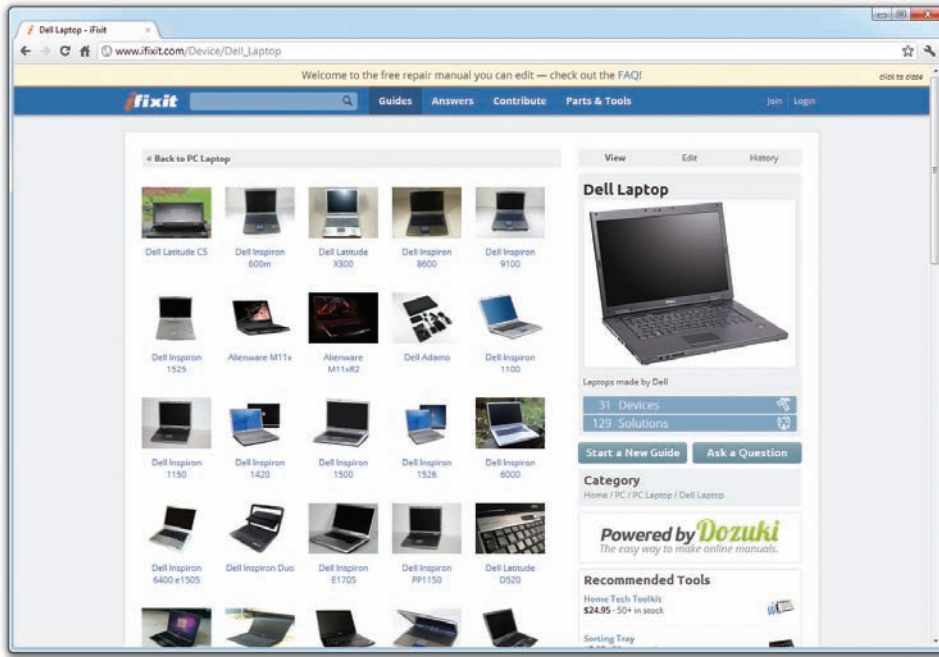 Dell Laptop - iFixit
www.ifixit.com/Device/Dell_Laptop
Welcome to the free repair manual you can edit — check out the FAQ!
click to close
ifixit
Guides
Answers
Contribute
Parts & Tools
Join
Login
« Back to PC Laptop
View
Edit
History
Dell Laptop
Dell Latitude CS
Dell Inspiron
600m
Dell Latitude
X300
Dell Inspiron
8600
Dell Inspiron
9100
Dell Inspiron
1525
Alienware M11x
Alienware
M11xR2
Dell Adamo
Dell Inspiron
1100
Laptops made by Dell
31 Devices
129 Solutions
Dell Inspiron
1150
Dell Inspiron
1420
Dell Inspiron
1500
Dell Inspiron
1526
Dell Inspiron
6000
Start a New Guide
Ask a Question
Category
Home / PC / PC Laptop / Dell Laptop
Powered by Dozuki
The easy way to make online manuals.
Dell Inspiron
6400 e1505
Dell Inspiron Duo
Dell Inspiron
E1705
Dell Inspiron
PP1150
Dell Latitude
D520
Recommended Tools
Home Tech Toolkit
$24.95 - 50+ in stock
Sorting Tray